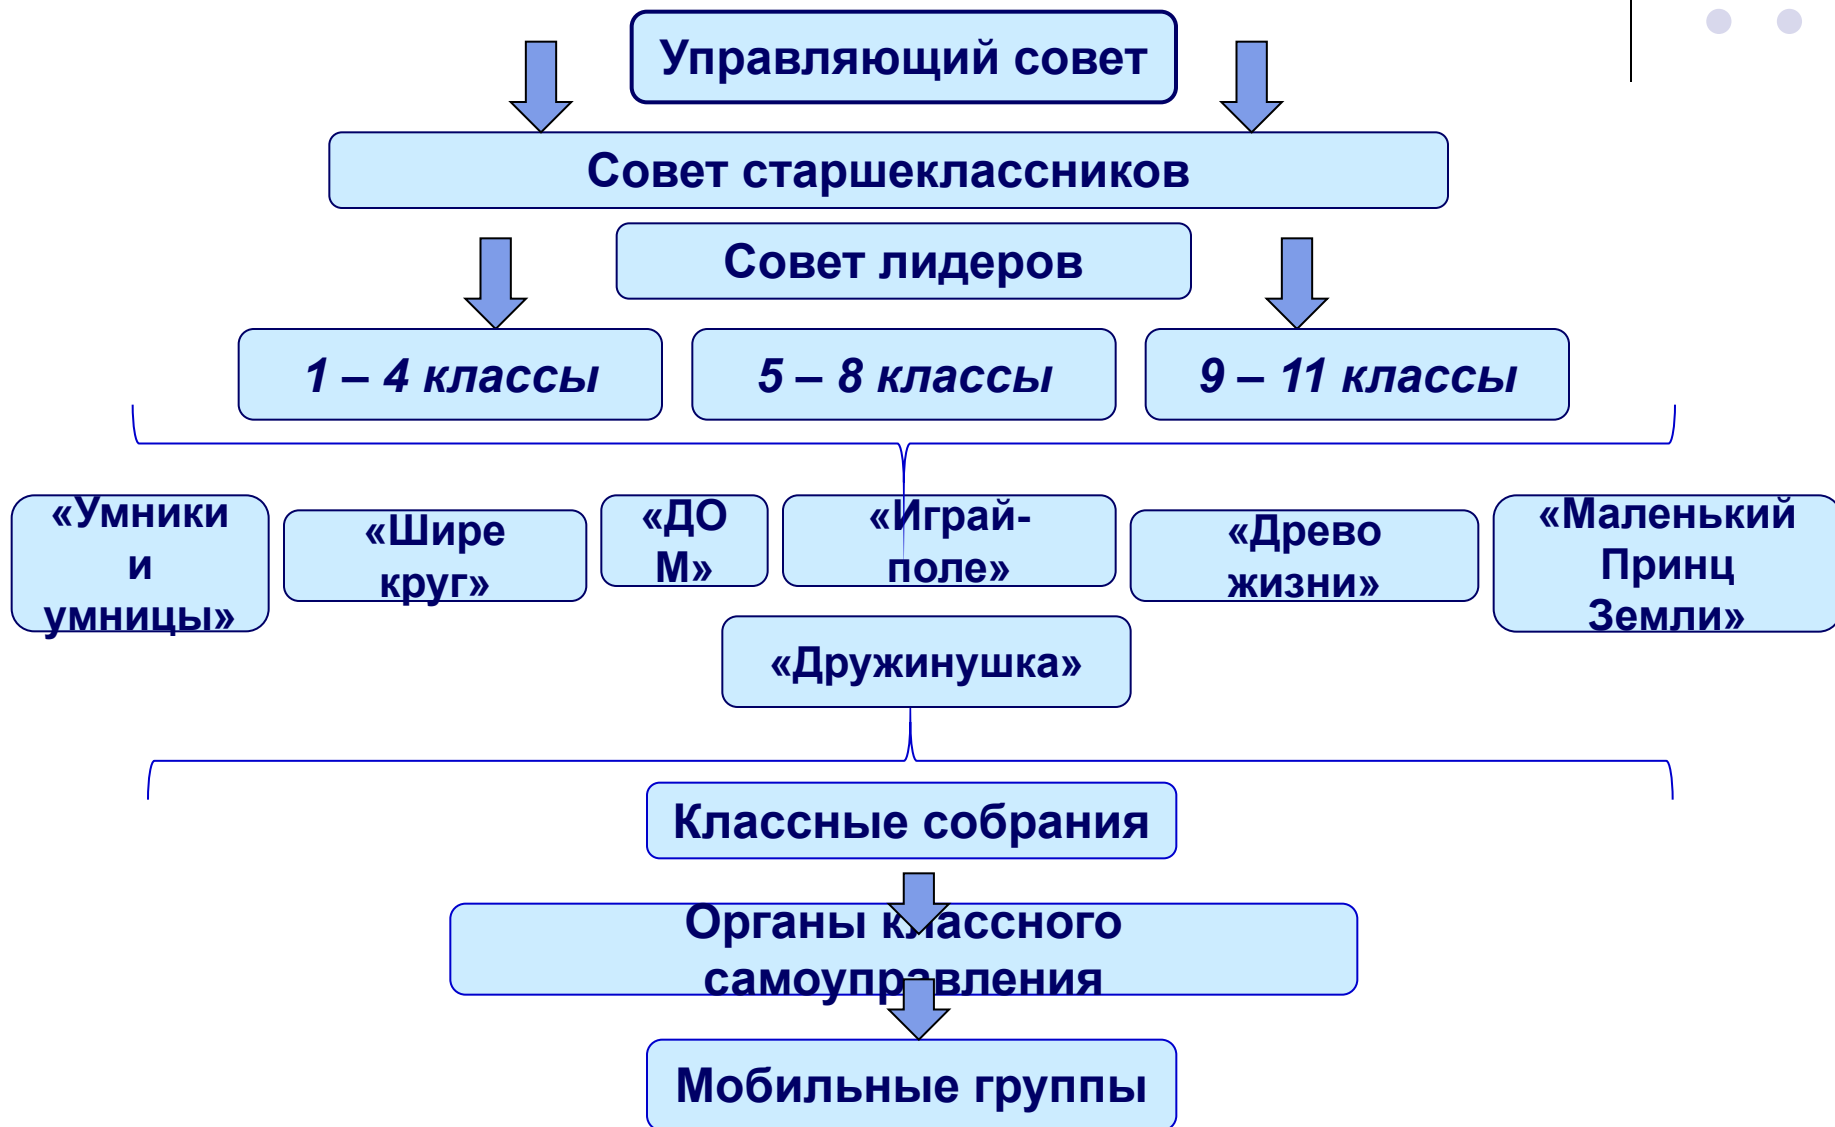 Управляющий совет
Совет старшеклассников
Совет лидеров
1 – 4 классы
5 – 8 классы
9 – 11 классы
«Умники
и
умницы»
«Шире
круг»
«ДО
М»
«Играй-
поле»
«Древо
жизни»
«Маленький
Принц
Земли»
«Дружинушка»
Классные собрания
Органы классного
самоуправления
Мобильные группы